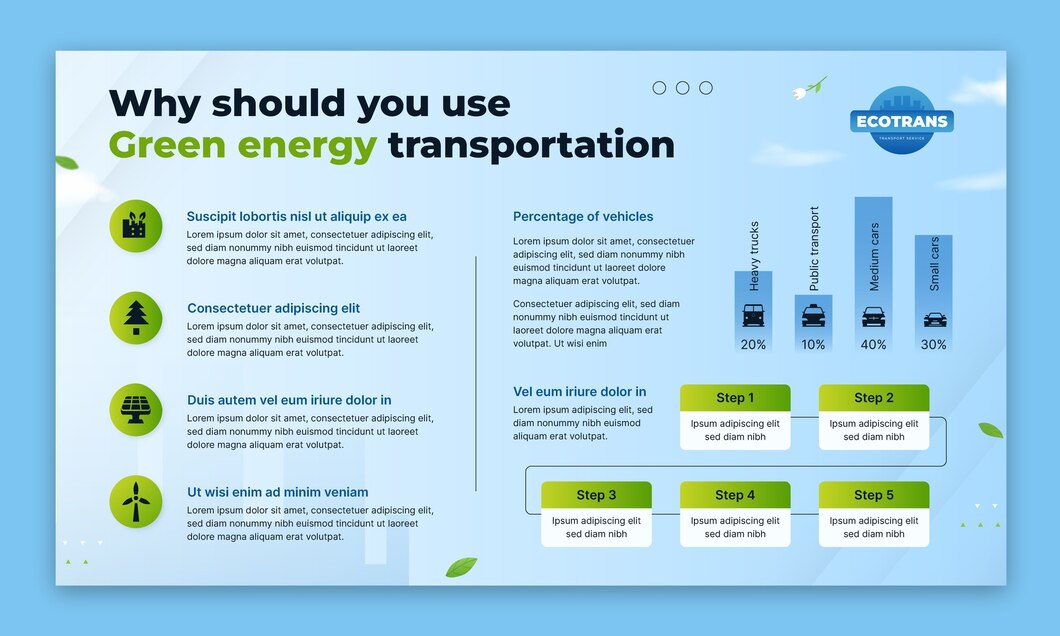 Why should you use
Green energy transportation
ECOTRANS
TRANSPORT SERVICE
Suscipit lobortis nisl ut aliquip ex ea
Lorem ipsum dolor sit amet, consectetuer adipiscing elit,
sed diam nonummy nibh euismod tincidunt ut laoreet
dolore magna aliquam erat volutpat.
Consectetuer adipiscing elit
Lorem ipsum dolor sit amet, consectetuer adipiscing elit,
sed diam nonummy nibh euismod tincidunt ut laoreet
dolore magna aliquam erat volutpat.
Duis autem vel eum iriure dolor in
Lorem ipsum dolor sit amet, consectetuer adipiscing elit,
sed diam nonummy nibh euismod tincidunt ut laoreet
dolore magna aliquam erat volutpat.
Ut wisi enim ad minim veniam
Lorem ipsum dolor sit amet, consectetuer adipiscing elit,
sed diam nonummy nibh euismod tincidunt ut laoreet
dolore magna aliquam erat volutpat.
Percentage of vehicles
Lorem ipsum dolor sit amet, consectetuer
adipiscing elit, sed diam nonummy nibh
euismod tincidunt ut laoreet dolore
magna aliquam erat volutpat.
Consectetuer adipiscing elit, sed diam
nonummy nibh euismod tincidunt ut
laoreet dolore magna aliquam erat
volutpat. Ut wisi enim
Heavy trucks
20%
Public transport
10%
Medium cars
40%
Small cars
30%
Vel eum iriure dolor in
Lorem ipsum adipiscing elit, sed
diam nonummy nibh euismod
aliquam erat volutpat.
Step 1
Ipsum adipiscing elit
sed diam nibh
Step 2
Ipsum adipiscing elit
sed diam nibh
Step 3
Ipsum adipiscing elit
sed diam nibh
Step 4
Ipsum adipiscing elit
sed diam nibh
Step 5
Ipsum adipiscing elit
sed diam nibh